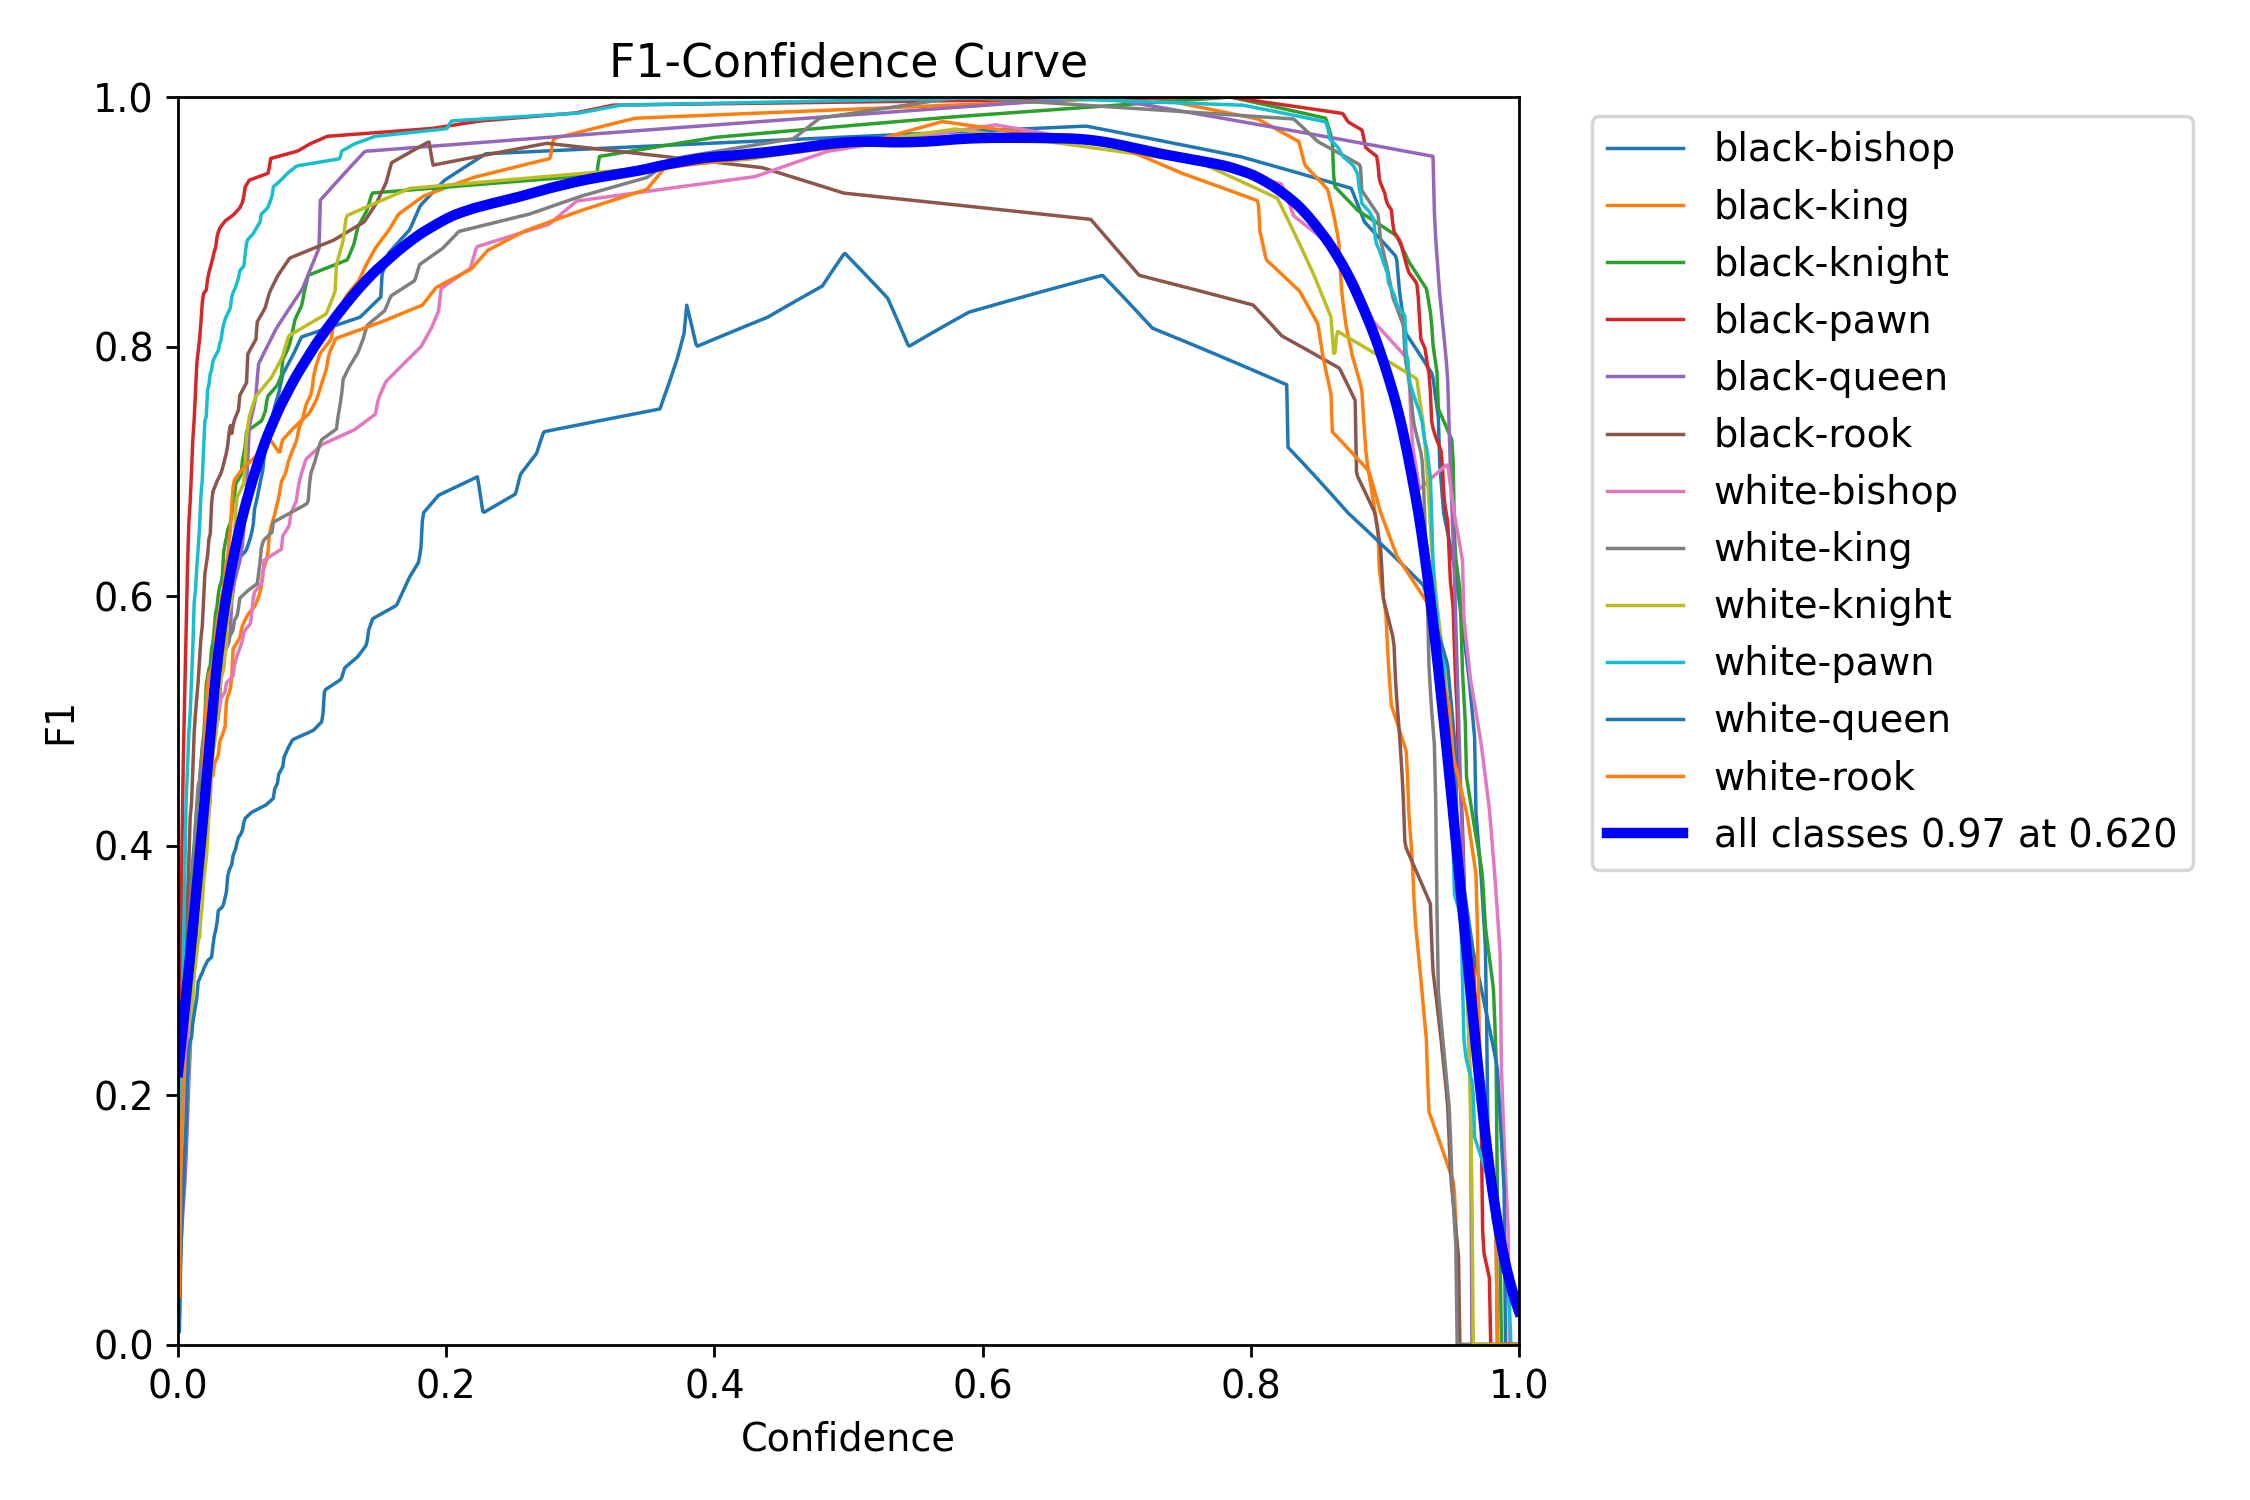 F1-Confidence Curve
1.0
0.8
0.6
0.4
0.2
0.0
F1
0.0 0.2 0.4 0.6 0.8 1.0
Confidence
black-bishop
black-king
black-knight
black-pawn
black-queen
black-rook
white-bishop
white-king
white-knight
white-pawn
white-queen
white-rook
all classes 0.97 at 0.620